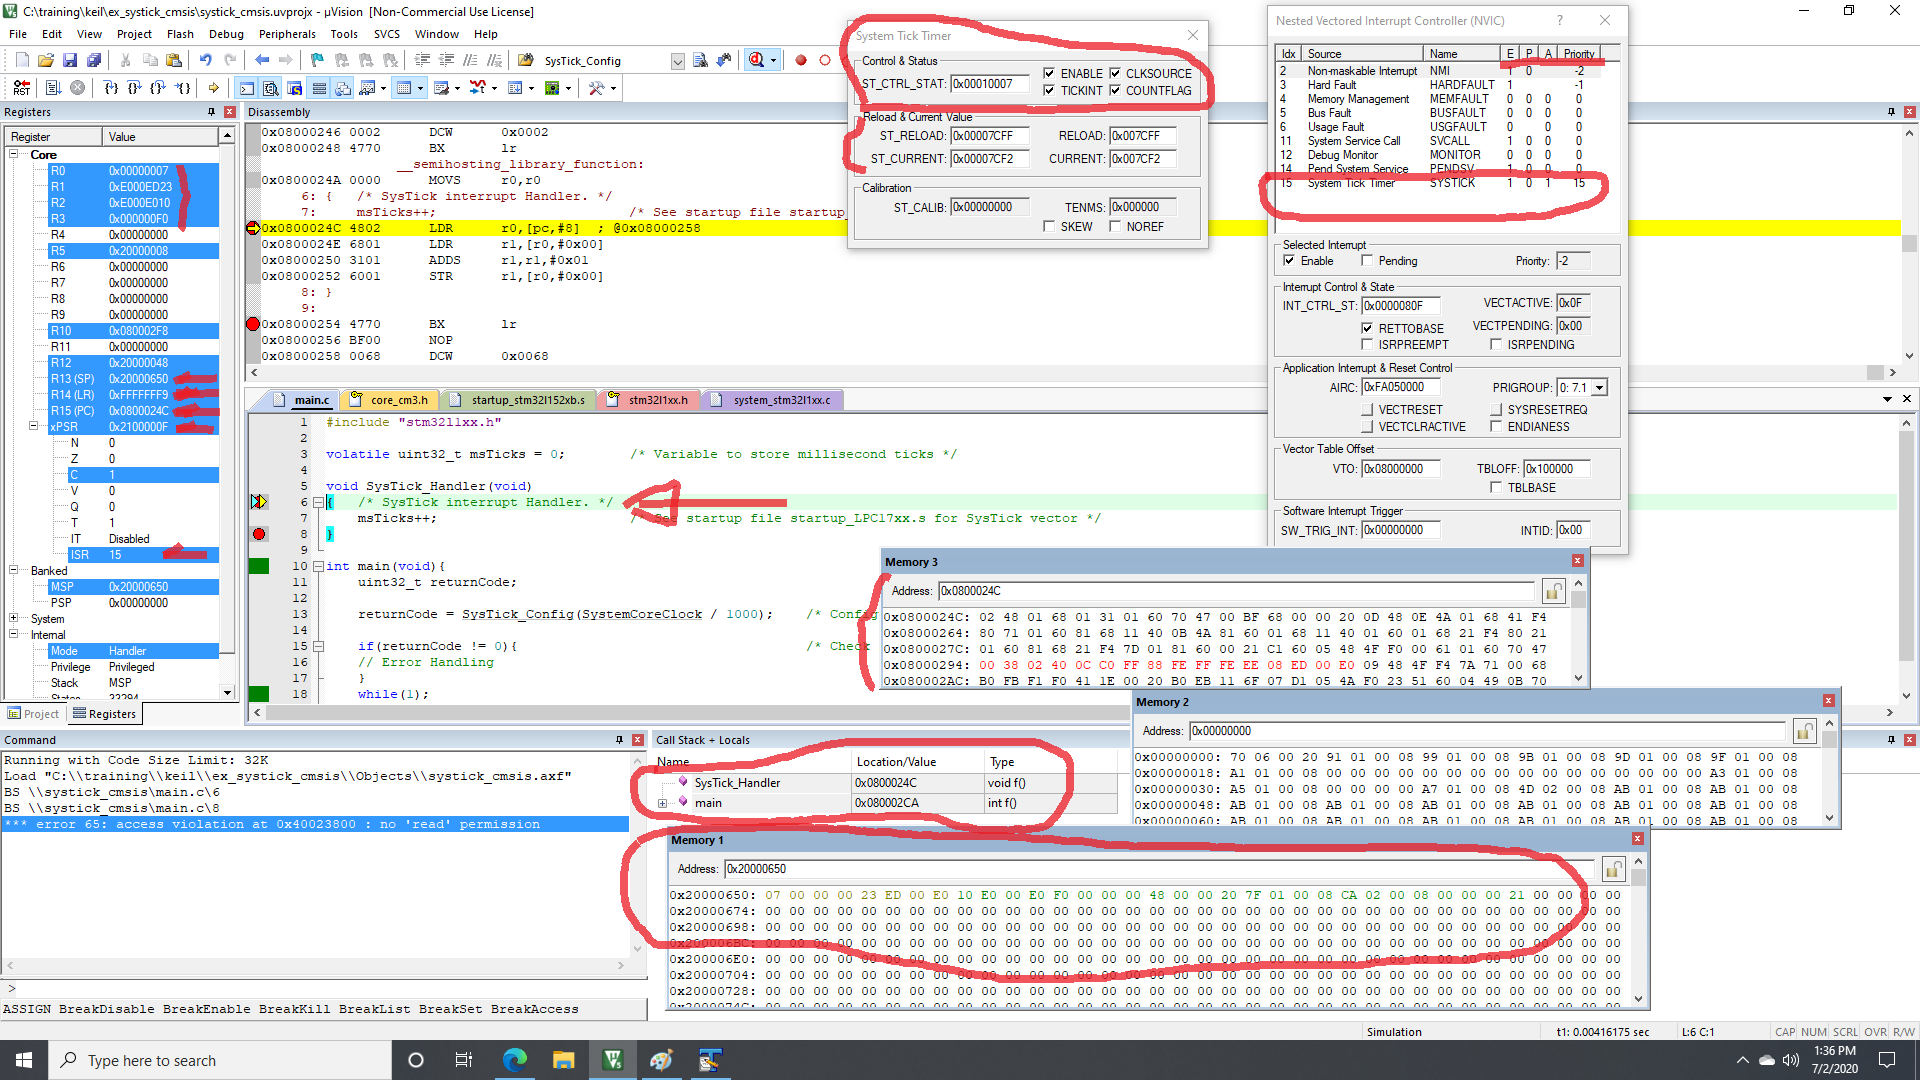 C:\training\keil\ex_systick_cmsis\systick_cmsis.uvprojx - µVision  [Non-Commercial Use License]
File Edit View Project Flash Debug Peripherals Tools SVCS Window Help
SysTick_Config
Registers
Register Value
Core
R0 0x00000007
R1 0xE000ED23
R2 0xE000E010
R3 0x000000F0
R4 0x00000000
R5 0x20000008
R6 0x00000000
R7 0x00000000
R8 0x00000000
R9 0x00000000
R10 0x080002F8
R11 0x00000000
R12 0x20000048
R13 (SP) 0x20000650
R14 (LR) 0xFFFFFFF9
R15 (PC) 0x0800024C
xPSR 0x2100000F
N 0
Z 0
C 1
V 0
Q 0
T 1
IT Disabled
ISR 15
Banked
MSP 0x20000650
PSP 0x00000000
System
Internal
Mode Handler
Privilege Privileged
Stack MSP
States 33294
Project Registers
Disassembly
0x08000246 0002 DCW 0x0002
0x08000248 4770 BX lr
__semihosting_library_function:
0x0800024A 0000 MOVS r0,r0
6: { /* SysTick interrupt Handler. */
7: msTicks++; /* See startup file startup_
0x0800024C 4802 LDR r0,[pc,#8] ; @0x08000258
0x0800024E 6801 LDR r1,[r0,#0x00]
0x08000250 3101 ADDS r1,r1,#0x01
0x08000252 6001 STR r1,[r0,#0x00]
8: }
9:
0x08000254 4770 BX lr
0x08000256 BF00 NOP
0x08000258 0068 DCW 0x0068
main.c core_cm3.h startup_stm32l152xb.s stm32l1xx.h system_stm32l1xx.c
1 #include "stm32l1xx.h"
2
3 volatile uint32_t msTicks = 0; /* Variable to store millisecond ticks */
4
5 void SysTick_Handler(void)
6 { /* SysTick interrupt Handler. */
7 msTicks++; /* See startup file startup_LPC17xx.s for SysTick vector */
8 }
9
10 int main(void){
11 uint32_t returnCode;
12
13 returnCode = SysTick_Config(SystemCoreClock / 1000); /* Config
14
15 if(returnCode != 0){ /* Check
16 // Error Handling
17 }
18 while(1);
System Tick Timer
Control & Status
ST_CTRL_STAT: 0x00010007 ENABLE CLKSOURCE
TICKINT COUNTFLAG
Reload & Current Value
ST_RELOAD: 0x00007CFF RELOAD: 0x007CFF
ST_CURRENT: 0x00007CF2 CURRENT: 0x007CF2
Calibration
ST_CALIB: 0x00000000 TENMS: 0x000000
SKEW NOREF
Nested Vectored Interrupt Controller (NVIC)
Idx Source Name E P A Priority
2 Non-maskable Interrupt NMI 1 0 -2
3 Hard Fault HARDFAULT 1 -1
4 Memory Management MEMFAULT 0 0 0 0
5 Bus Fault BUSFAULT 0 0 0 0
6 Usage Fault USGFAULT 0 0 0 0
11 System Service Call SVCALL 1 0 0 0
12 Debug Monitor MONITOR 0 0 0 0
14 Pend System Service PENDSV 1 0 0 0
15 System Tick Timer SYSTICK 1 0 1 15
Selected Interrupt
Enable Pending Priority: -2
Interrupt Control & State
INT_CTRL_ST: 0x0000080F VECTACTIVE: 0x0F
RETTOBASE VECTPENDING: 0x00
ISRPREEMPT ISRPENDING
Application Interrupt & Reset Control
AIRC: 0xFA050000 PRIGROUP: 0: 7.1
VECTRESET SYSRESETREQ
VECTCLRACTIVE ENDIANESS
Vector Table Offset
VTO: 0x08000000 TBLOFF: 0x100000
TBLBASE
Software Interrupt Trigger
SW_TRIG_INT: 0x00000000 INTID: 0x00
Memory 3
Address: 0x0800024C
0x0800024C: 02 48 01 68 01 31 01 60 70 47 00 BF 68 00 00 20 0D 48 0E 4A 01 68 41 F4
0x08000264: 80 71 01 60 81 68 11 40 0B 4A 81 60 01 68 11 40 01 60 01 68 21 F4 80 21
0x0800027C: 01 60 81 68 21 F4 7D 01 81 60 00 21 C1 60 05 48 4F F0 00 61 01 60 70 47
0x08000294: 00 38 02 40 0C C0 FF 88 FE FF FE EE 08 ED 00 E0 09 48 4F F4 7A 71 00 68
0x080002AC: B0 FB F1 F0 41 1E 00 20 B0 EB 11 6F 07 D1 05 4A F0 23 51 60 04 49 0B 70
Memory 2
Address: 0x00000000
0x00000000: 70 06 00 20 91 01 00 08 99 01 00 08 9B 01 00 08 9D 01 00 08 9F 01 00 08
0x00000018: A1 01 00 08 00 00 00 00 00 00 00 00 00 00 00 00 00 00 00 00 A3 01 00 08
0x00000030: A5 01 00 08 00 00 00 00 A7 01 00 08 4D 02 00 08 AB 01 00 08 AB 01 00 08
0x00000048: AB 01 00 08 AB 01 00 08 AB 01 00 08 AB 01 00 08 AB 01 00 08 AB 01 00 08
0x00000060: AB 01 00 08 AB 01 00 08 AB 01 00 08 AB 01 00 08 AB 01 00 08 AB 01 00 08
Command
Running with Code Size Limit: 32K
Load "C:\\training\\keil\\ex_systick_cmsis\\Objects\\systick_cmsis.axf"
BS \\systick_cmsis\main.c\6
BS \\systick_cmsis\main.c\8
*** error 65: access violation at 0x40023800 : no 'read' permission
>
ASSIGN BreakDisable BreakEnable BreakKill BreakList BreakSet BreakAccess
Call Stack + Locals
Name Location/Value Type
SysTick_Handler 0x0800024C void f()
main 0x080002CA int f()
Memory 1
Address: 0x20000650
0x20000650: 07 00 00 00 23 ED 00 E0 10 E0 00 E0 F0 00 00 00 48 00 00 20 7F 01 00 08 CA 02 00 08 00 00 00 21 00 00 00 00
0x20000674: 00 00 00 00 00 00 00 00 00 00 00 00 00 00 00 00 00 00 00 00 00 00 00 00 00 00 00 00 00 00 00 00 00 00 00 00
0x20000698: 00 00 00 00 00 00 00 00 00 00 00 00 00 00 00 00 00 00 00 00 00 00 00 00 00 00 00 00 00 00 00 00 00 00 00 00
0x200006BC: 00 00 00 00 00 00 00 00 00 00 00 00 00 00 00 00 00 00 00 00 00 00 00 00 00 00 00 00 00 00 00 00 00 00 00 00
0x200006E0: 00 00 00 00 00 00 00 00 00 00 00 00 00 00 00 00 00 00 00 00 00 00 00 00 00 00 00 00 00 00 00 00 00 00 00 00
0x20000704: 00 00 00 00 00 00 00 00 00 00 00 00 00 00 00 00 00 00 00 00 00 00 00 00 00 00 00 00 00 00 00 00 00 00 00 00
0x20000728: 00 00 00 00 00 00 00 00 00 00 00 00 00 00 00 00 00 00 00 00 00 00 00 00 00 00 00 00 00 00 00 00 00 00 00 00
Simulation t1: 0.00416175 sec L:6 C:1 CAP NUM SCRL OVR R/W
Type here to search
1:36 PM
7/2/2020